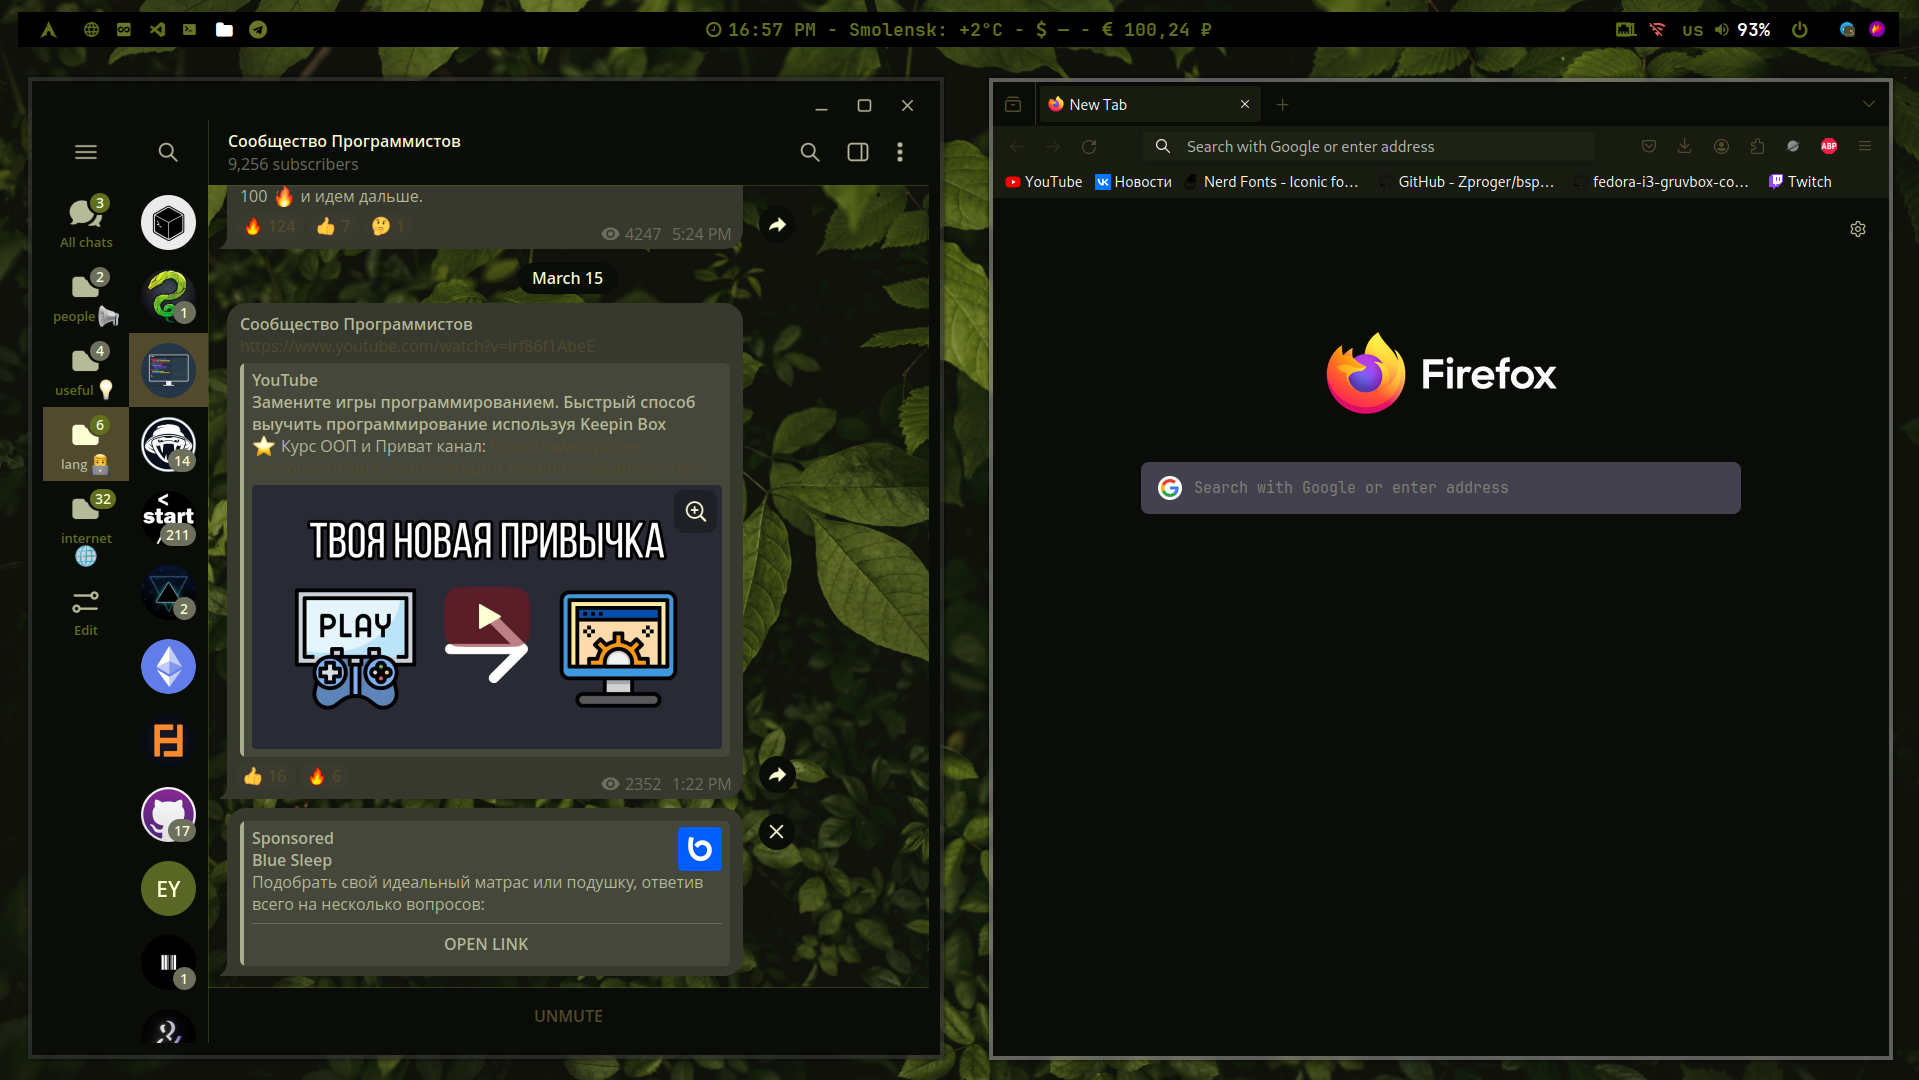 16:57 PM - Smolensk: +2°C - $ — - € 100,24 ₽
us 93%
Сообщество Программистов
9,256 subscribers
3
All chats
2
people
4
useful
6
lang
32
internet
Edit
1
14
< start
211
2
17
EY
1
100 🔥 и идем дальше.
🔥 124 👍 7 🤔 1
4247 5:24 PM
March 15
Сообщество Программистов
https://www.youtube.com/watch?v=Irf86f1AbeE
YouTube
Замените игры программированием. Быстрый способ
выучить программирование используя Keepin Box
⭐ Курс ООП и Приват канал:
ТВОЯ НОВАЯ ПРИВЫЧКА
PLAY
👍 16 🔥 6
2352 1:22 PM
Sponsored
Blue Sleep
Подобрать свой идеальный матрас или подушку, ответив
всего на несколько вопросов:
OPEN LINK
UNMUTE
New Tab
Search with Google or enter address
ABP
YouTube
Новости
Nerd Fonts - Iconic fo...
GitHub - Zproger/bsp...
fedora-i3-gruvbox-co...
Twitch
Firefox
Search with Google or enter address